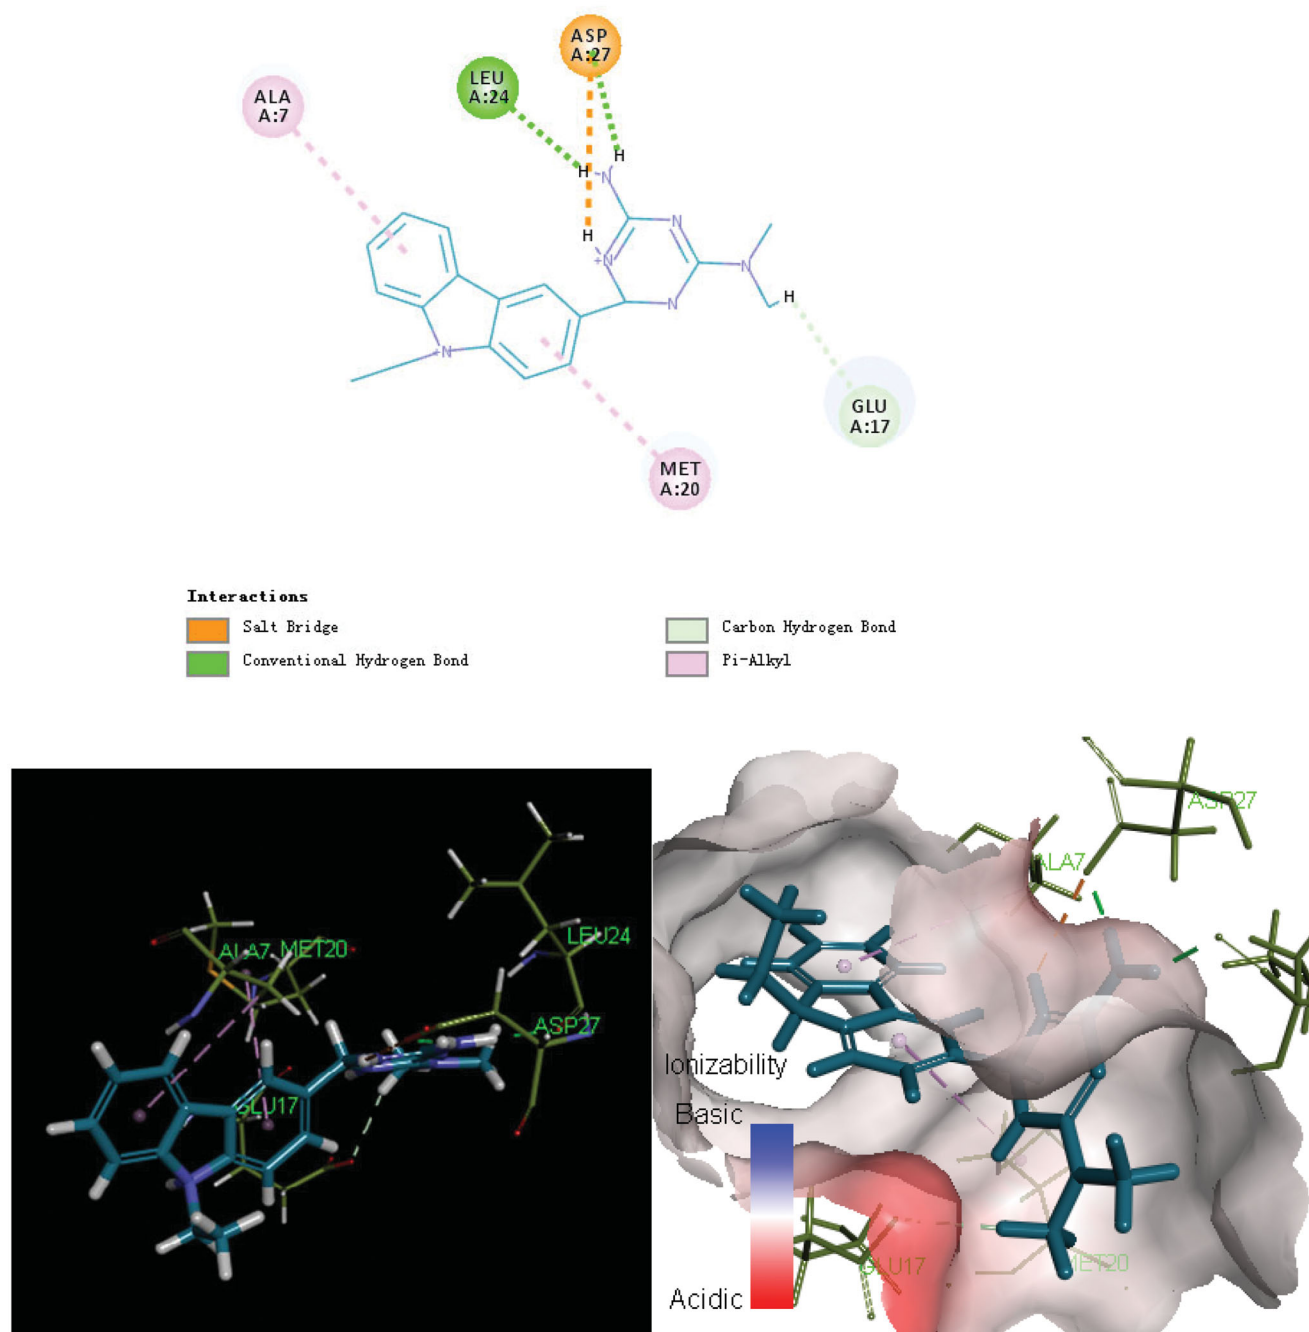 ASP
A:27
LEU
A:24
ALA
A:7
H
H
N
H
N
+N
N
N
H
+N
GLU
A:17
MET
A:20
Interactions
Salt Bridge
Carbon Hydrogen Bond
Conventional Hydrogen Bond
Pi-Alkyl
ALA7
MET20
LEU24
ASP27
GLU17
ASP27
ALA7
Ionizability
Basic
Acidic
GLU17
MET20